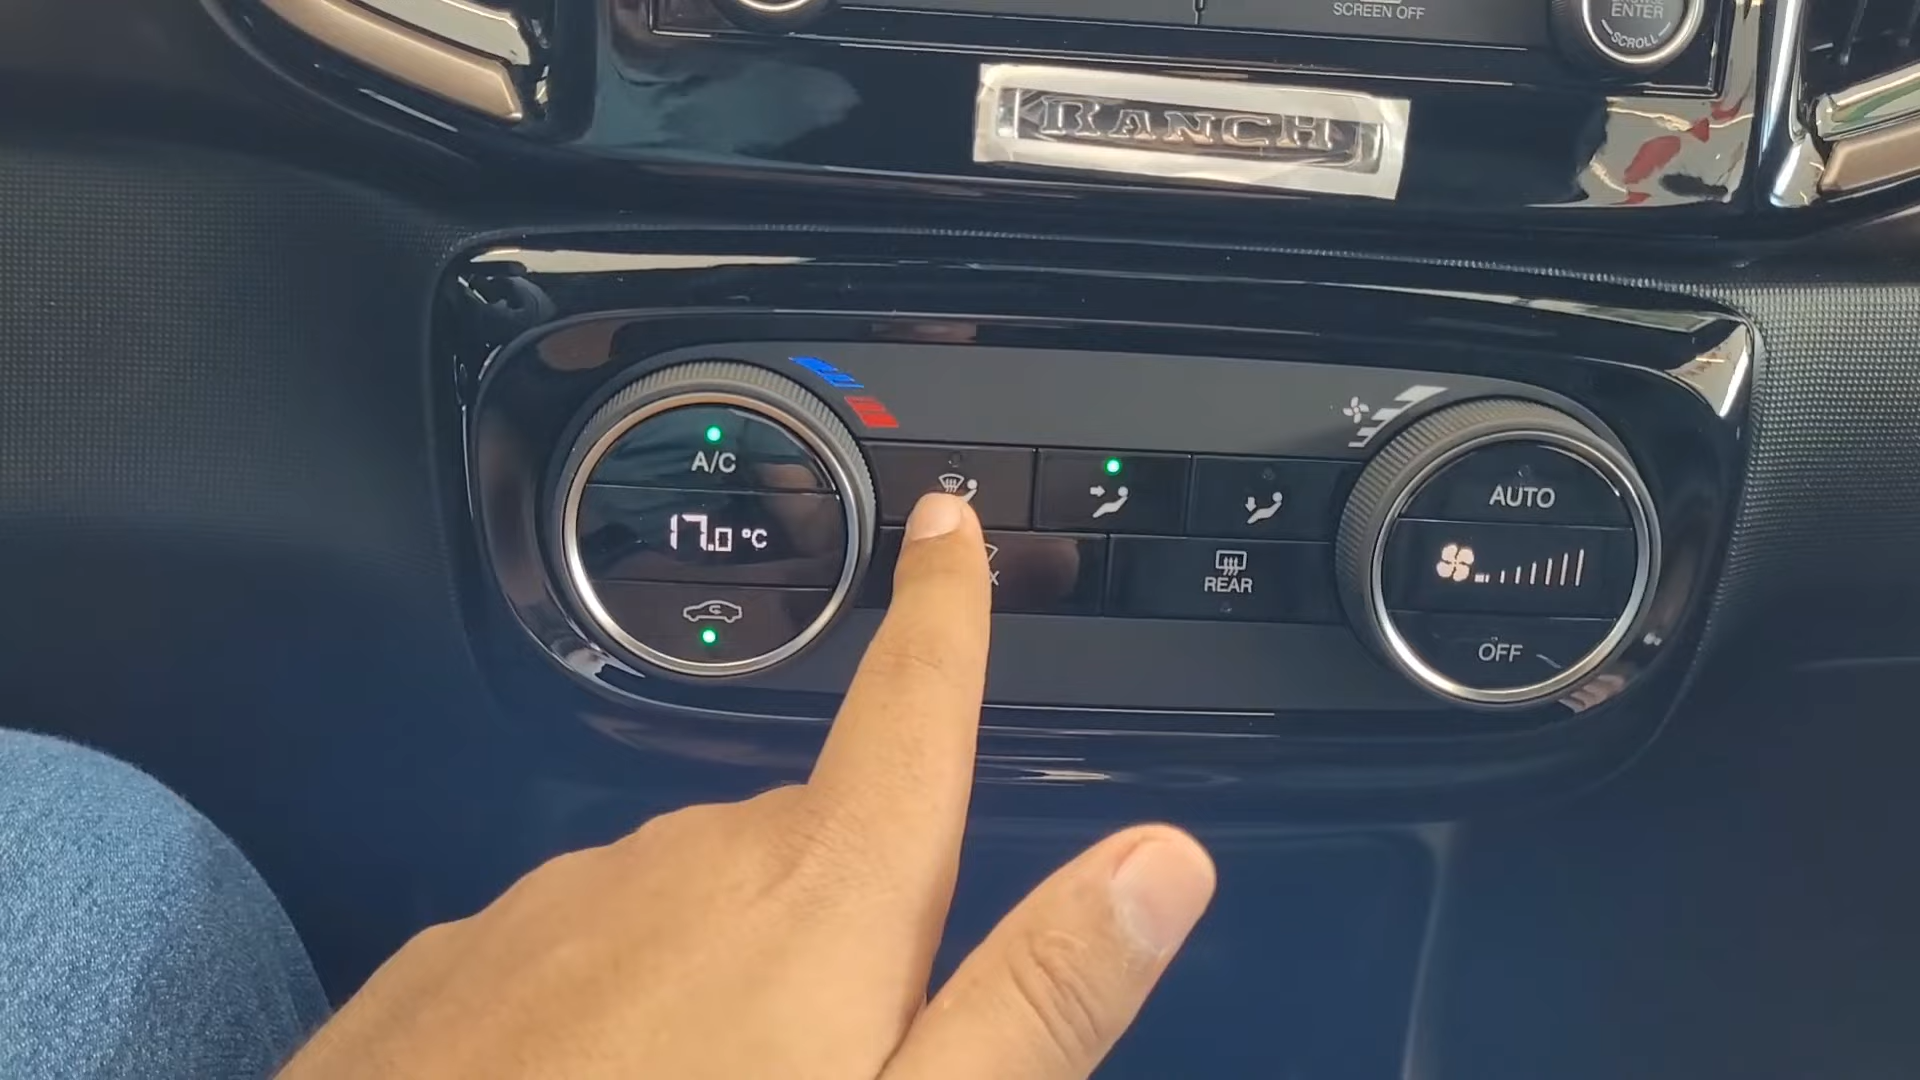 SCREEN OFF
ENTER
SCROLL
RANCH
A/C
17.0 °C
AUTO
REAR
OFF